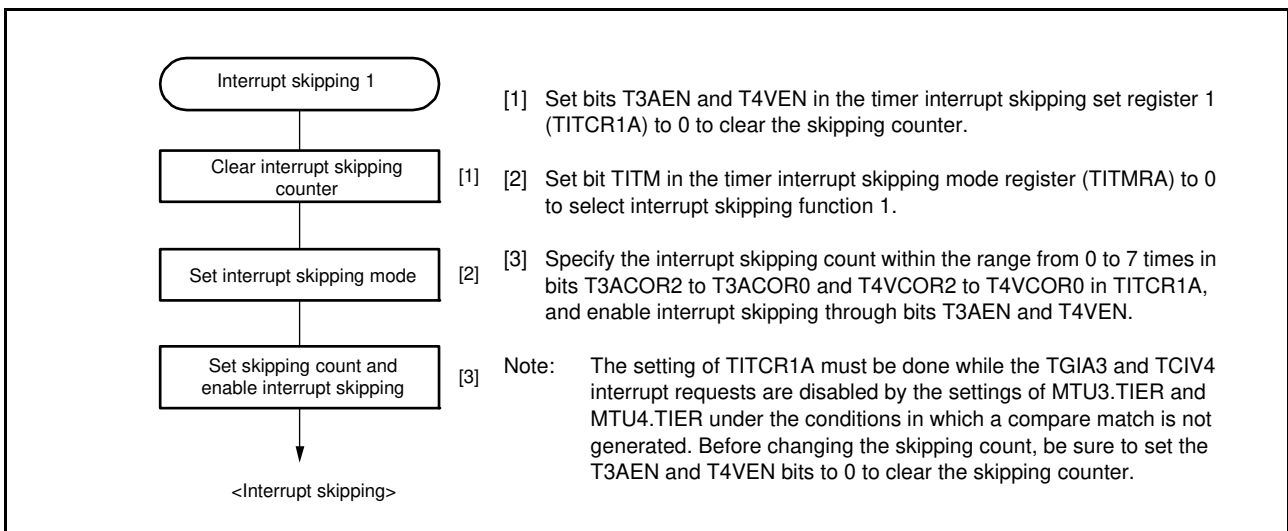 Interrupt skipping 1
Clear interrupt skipping
counter
[1]
Set interrupt skipping mode
[2]
Set skipping count and
enable interrupt skipping
[3]
<Interrupt skipping>
[1] Set bits T3AEN and T4VEN in the timer interrupt skipping set register 1
(TITCR1A) to 0 to clear the skipping counter.
[2] Set bit TITM in the timer interrupt skipping mode register (TITMRA) to 0
to select interrupt skipping function 1.
[3] Specify the interrupt skipping count within the range from 0 to 7 times in
bits T3ACOR2 to T3ACOR0 and T4VCOR2 to T4VCOR0 in TITCR1A,
and enable interrupt skipping through bits T3AEN and T4VEN.
Note: The setting of TITCR1A must be done while the TGIA3 and TCIV4
interrupt requests are disabled by the settings of MTU3.TIER and
MTU4.TIER under the conditions in which a compare match is not
generated. Before changing the skipping count, be sure to set the
T3AEN and T4VEN bits to 0 to clear the skipping counter.